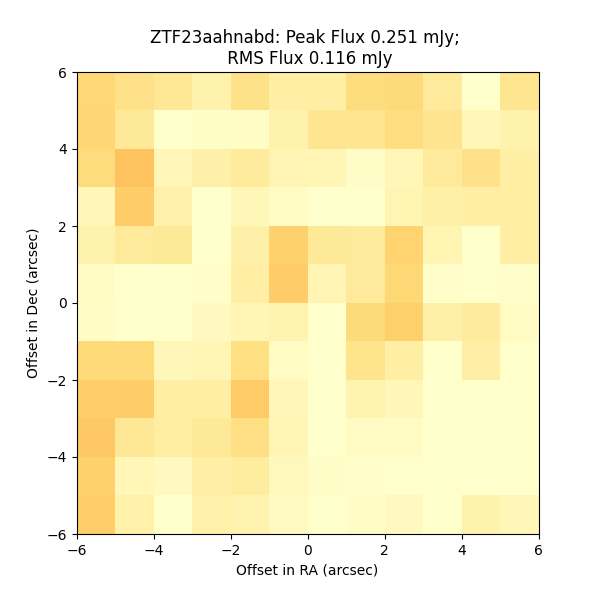 ZTF23aahnabd: Peak Flux 0.251 mJy;
RMS Flux 0.116 mJy
6
4
2
0
−2
−4
−6
Offset in Dec (arcsec)
−6 −4 −2 0 2 4 6
Offset in RA (arcsec)